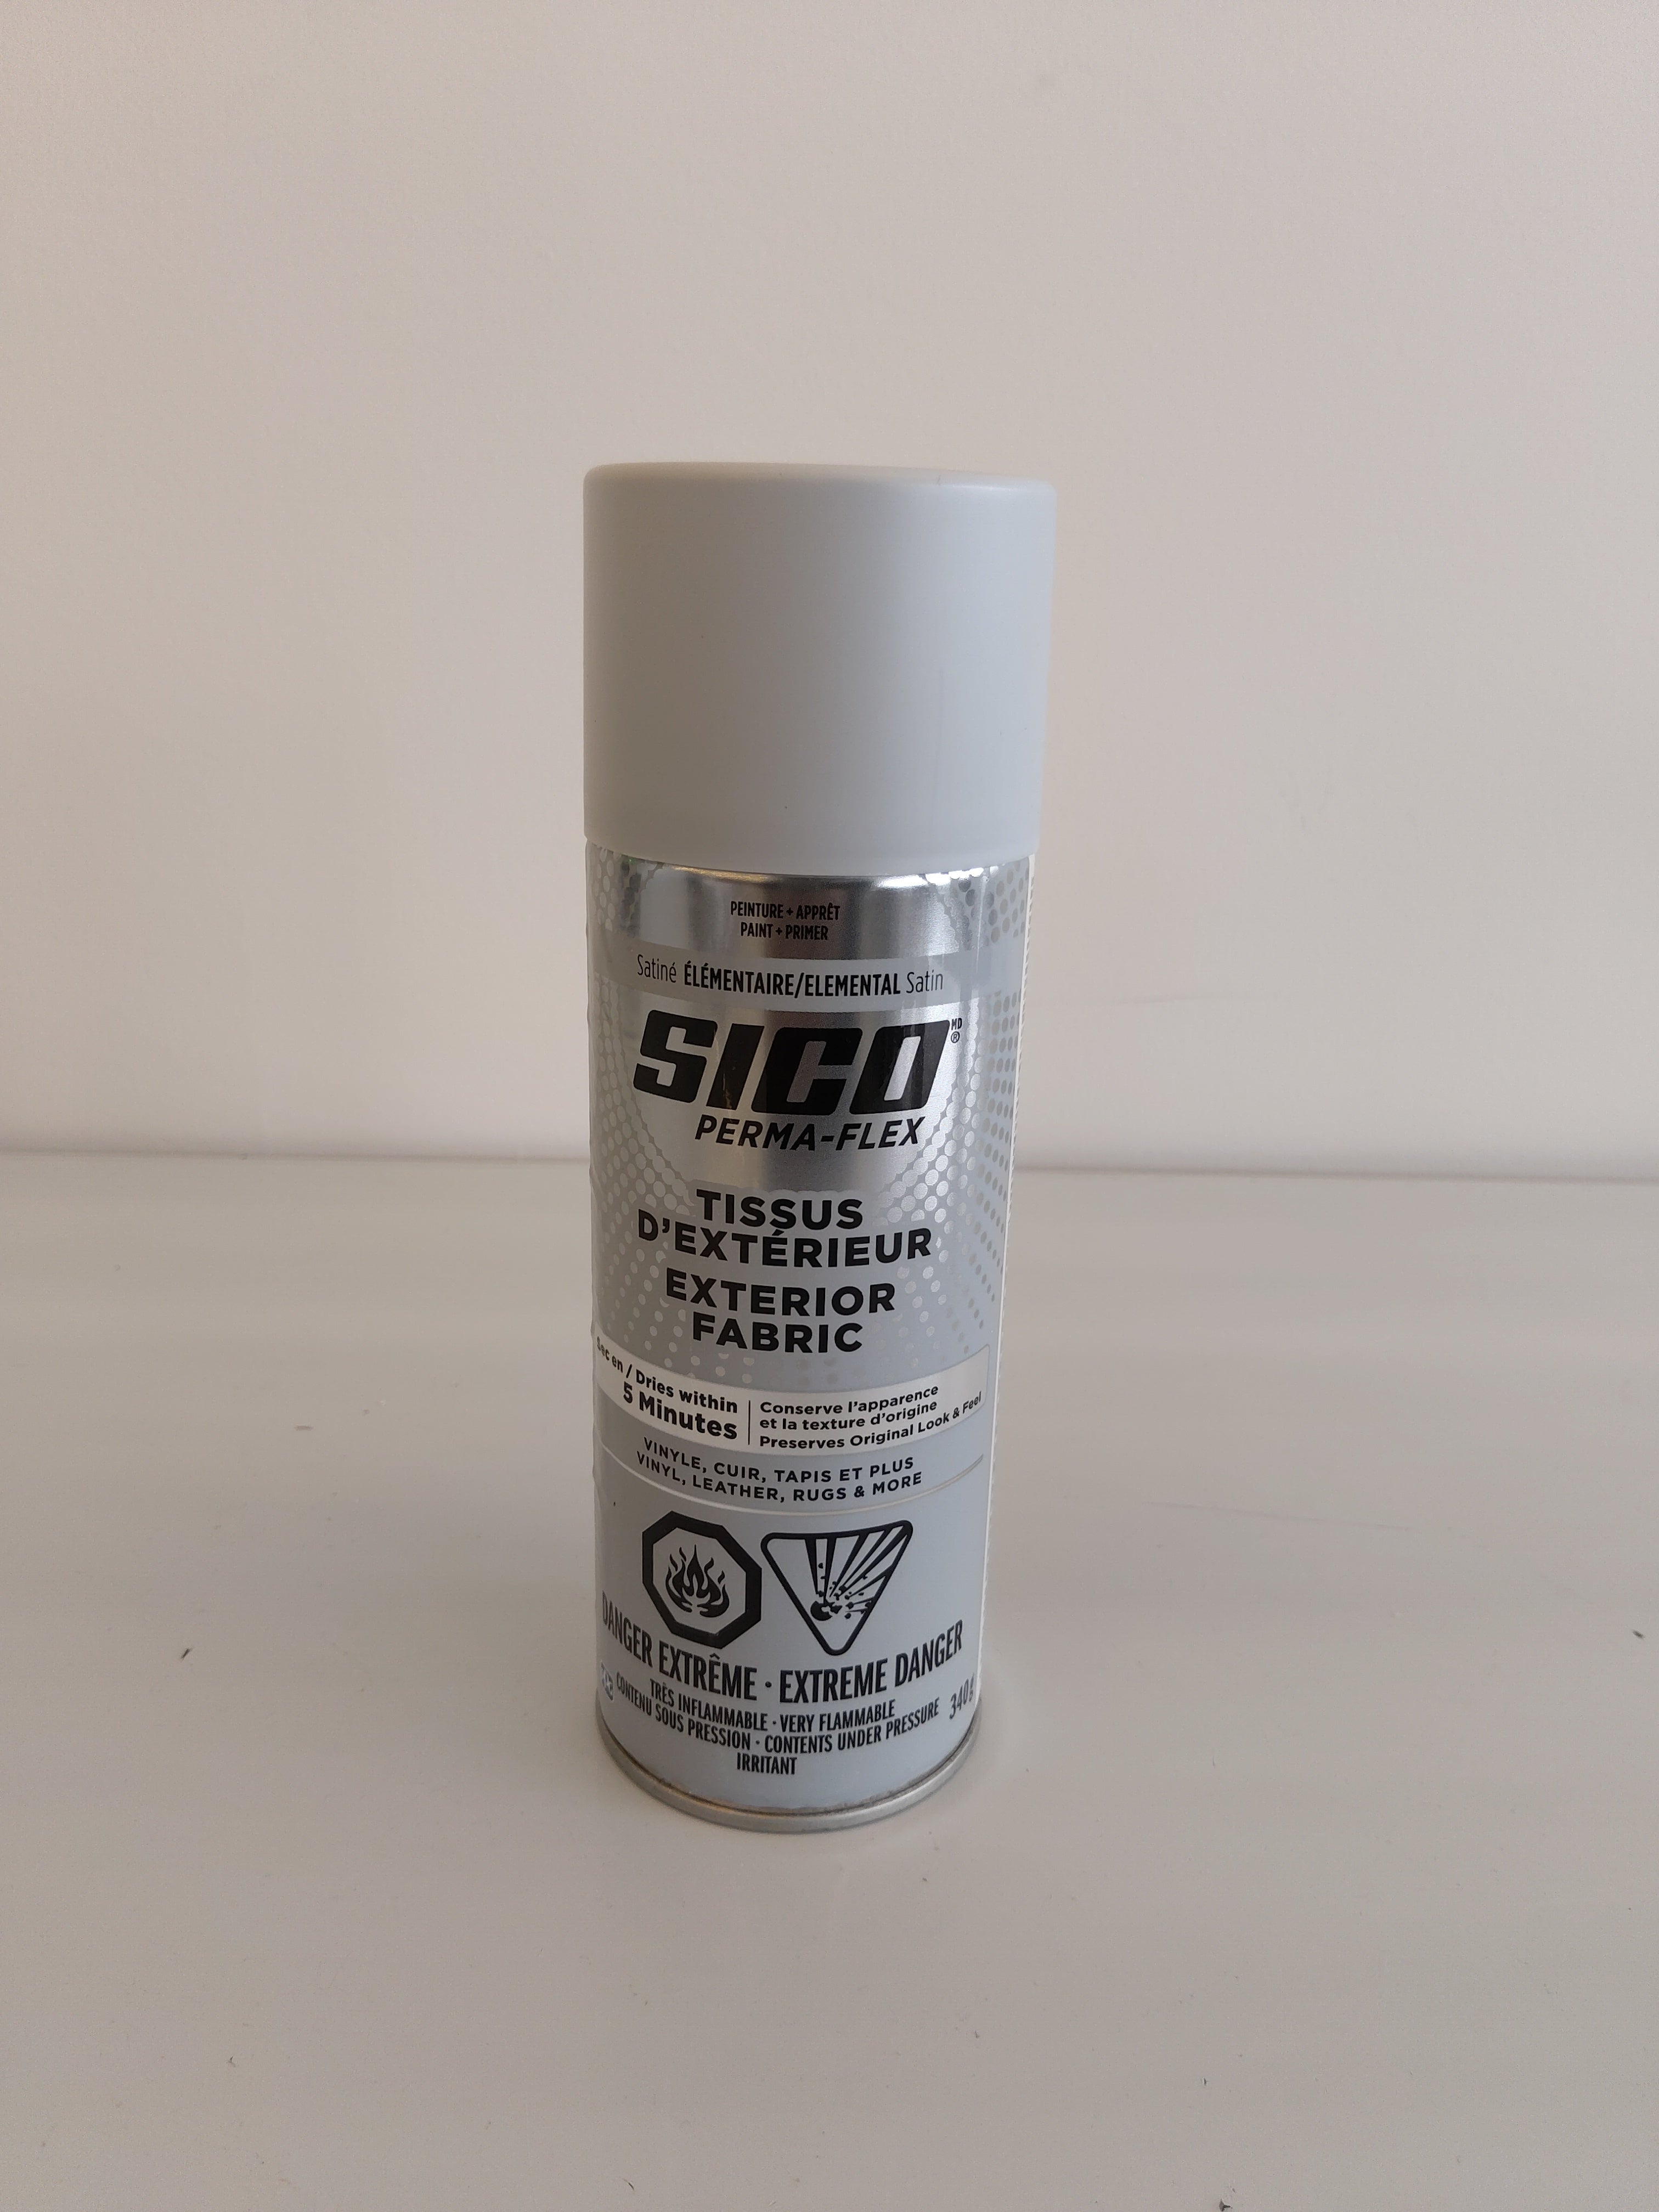 PEINTURE + APPRÊT
PAINT + PRIMER
Satiné ÉLÉMENTAIRE/ELEMENTAL Satin
SICO MD ®
PERMA-FLEX
TISSUS
D'EXTÉRIEUR
EXTERIOR
FABRIC
Sec en / Dries within
5 Minutes
Conserve l'apparence
et la texture d'origine
Preserves Original Look & Feel
VINYLE, CUIR, TAPIS ET PLUS
VINYL, LEATHER, RUGS & MORE
DANGER EXTRÊME · EXTREME DANGER
TRÈS INFLAMMABLE · VERY FLAMMABLE
CONTENU SOUS PRESSION · CONTENTS UNDER PRESSURE
IRRITANT
340g